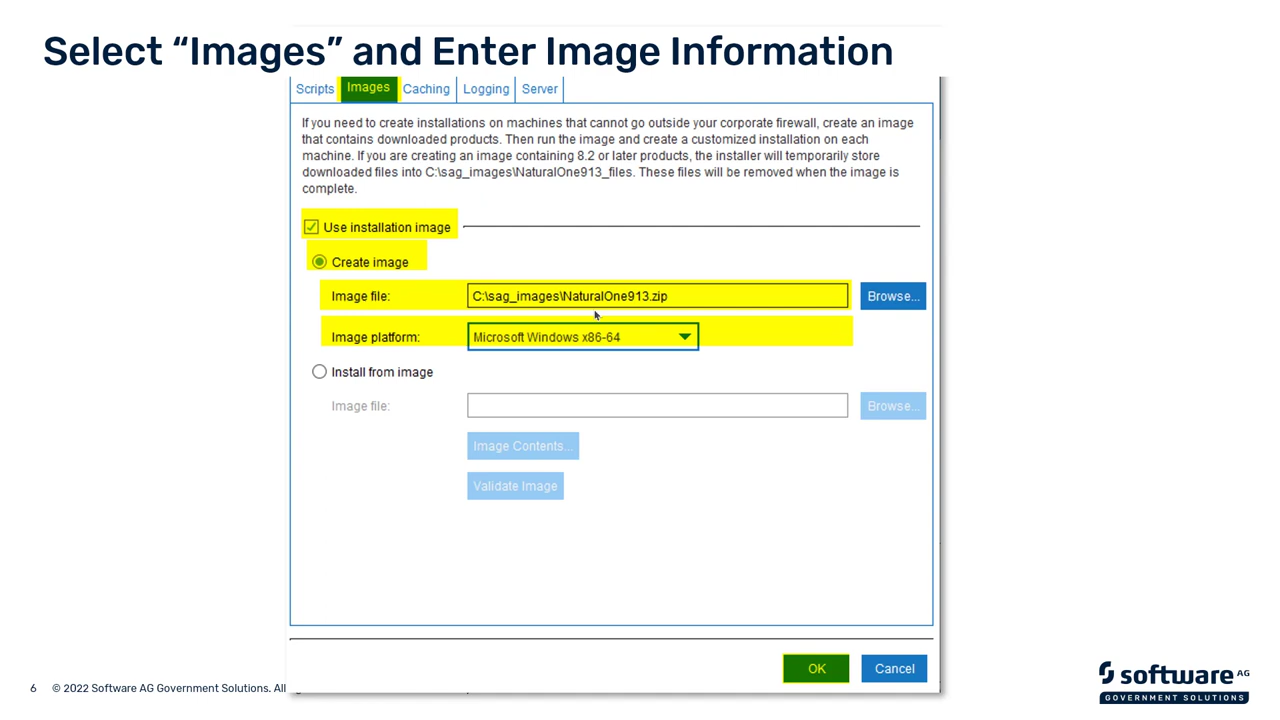 Select “Images” and Enter Image Information
Scripts Images Caching Logging Server
If you need to create installations on machines that cannot go outside your corporate firewall, create an image
that contains downloaded products. Then run the image and create a customized installation on each
machine. If you are creating an image containing 8.2 or later products, the installer will temporarily store
downloaded files into C:\sag_images\NaturalOne913_files. These files will be removed when the image is
complete.
Use installation image
Create image
Image file: C:\sag_images\NaturalOne913.zip Browse...
Image platform: Microsoft Windows x86-64
Install from image
Image file: Browse...
Image Contents...
Validate Image
OK Cancel
6 © 2022 Software AG Government Solutions. All
software AG
GOVERNMENT SOLUTIONS